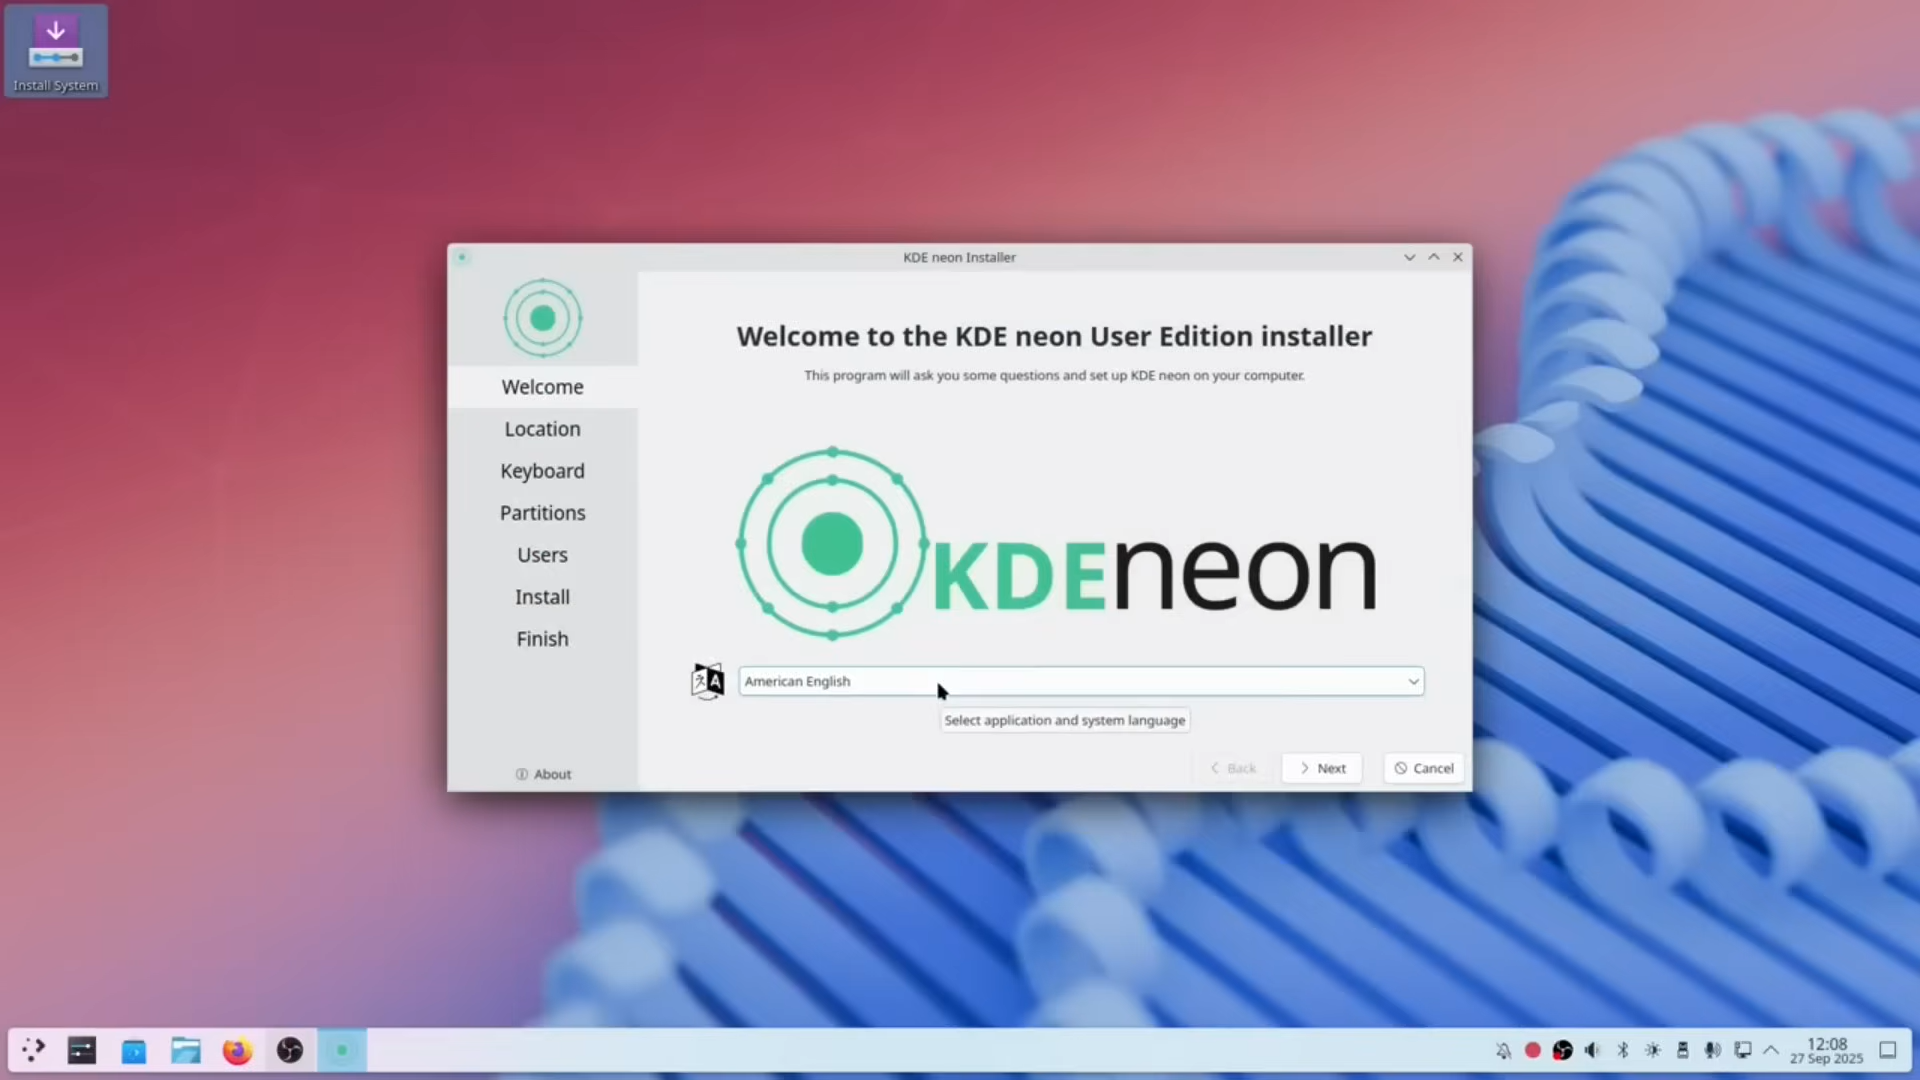 Install System
KDE neon Installer
Welcome to the KDE neon User Edition installer
This program will ask you some questions and set up KDE neon on your computer.
Welcome
Location
Keyboard
Partitions
Users
Install
Finish
About
KDEneon
A
American English
Select application and system language
Back
Next
Cancel
12:08
27 Sep 2025